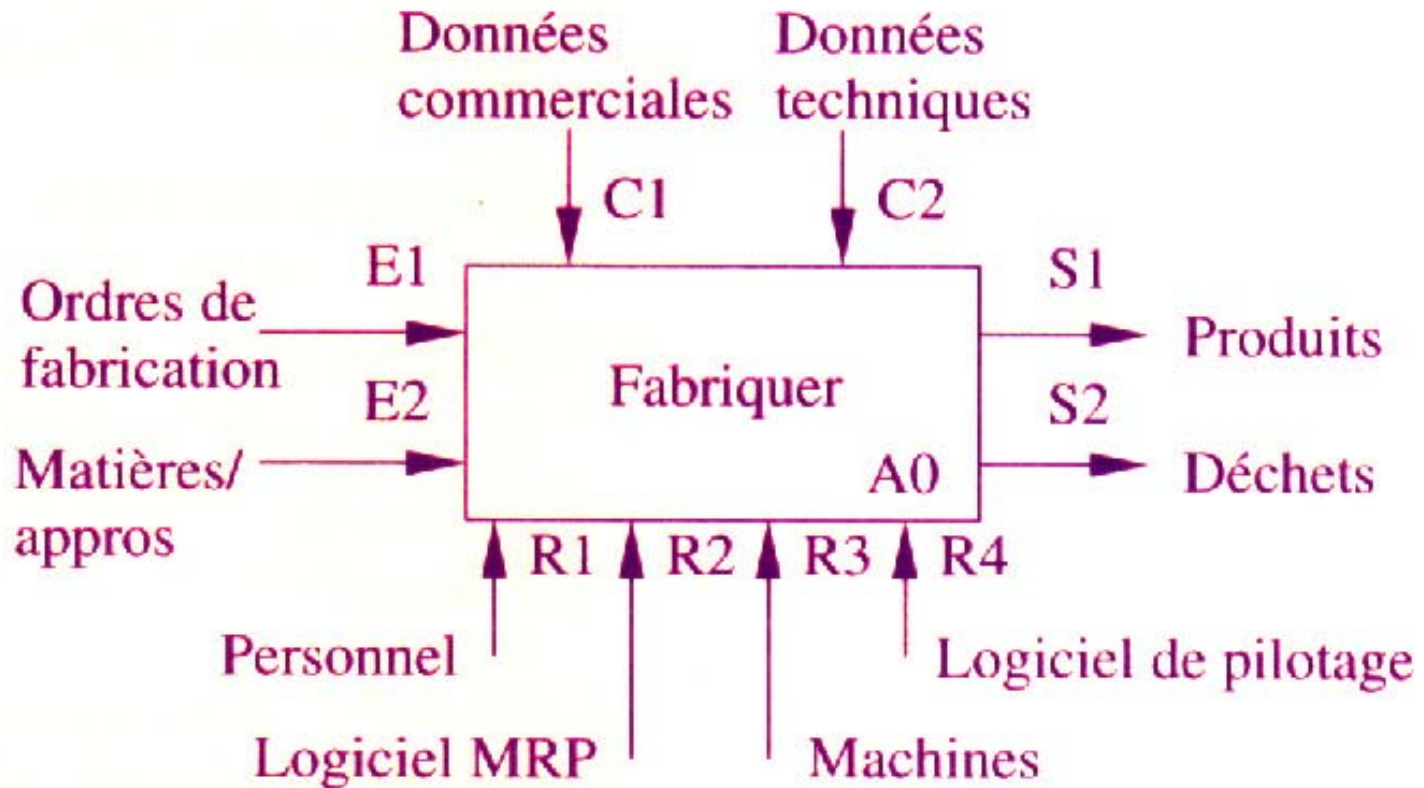 Données
commerciales
Données
techniques
C1
C2
E1
S1
Ordres de
fabrication
Produits
Fabriquer
E2
S2
Matières/
appros
A0
Déchets
R1
R2
R3
R4
Personnel
Logiciel de pilotage
Logiciel MRP
Machines